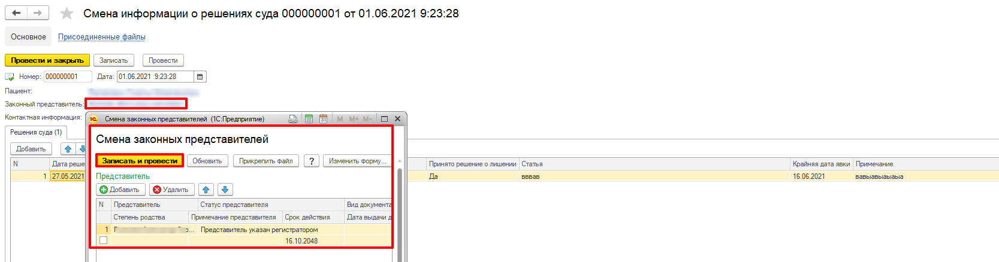 Смена информации о решениях суда 000000001 от 01.06.2021 9:23:28
Основное Присоединенные файлы
Провести и закрыть Записать Провести
Номер: 000000001 Дата: 01.06.2021 9:23:28
Пациент:
Законный представитель:
Контактная информация:
1С Смена законных представителей (1С:Предприятие) 31 M M+ M-
Решения суда (1)
Смена законных представителей
Добавить
Записать и провести Обновить Прикрепить файл ? Изменить форму...
N Дата реше Принято решение о лишении Статья Крайняя дата явки Примечание
1 27.05.2021 Да вввав 16.06.2021 вавыавыаыаыа
Представитель
Добавить Удалить
N Представитель Статус представителя Вид документа
Степень родства Примечание представителя Срок действия Дата выдачи д
1 Представитель указан регистратором
16.10.2048